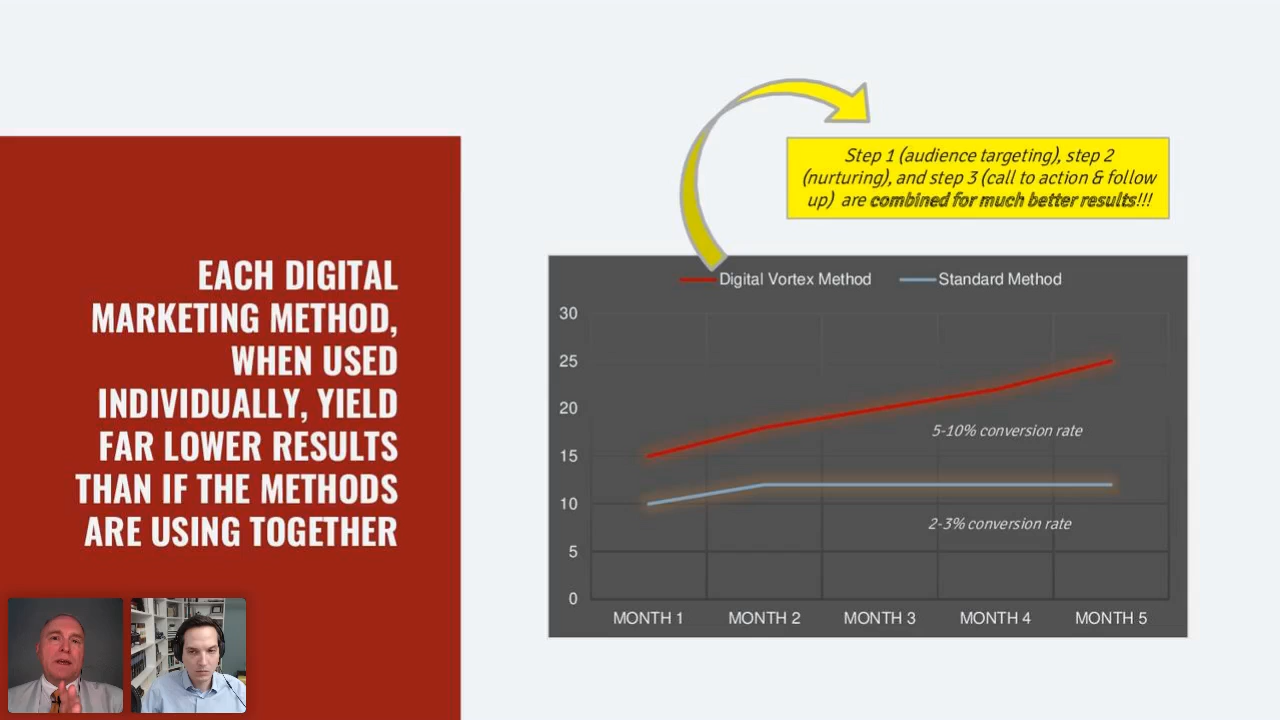 EACH DIGITAL
MARKETING METHOD,
WHEN USED
INDIVIDUALLY, YIELD
FAR LOWER RESULTS
THAN IF THE METHODS
ARE USING TOGETHER
Step 1 (audience targeting), step 2
(nurturing), and step 3 (call to action & follow
up) are combined for much better results!!!
Digital Vortex Method
Standard Method
30
25
20
15
10
5
0
5-10% conversion rate
2-3% conversion rate
MONTH 1
MONTH 2
MONTH 3
MONTH 4
MONTH 5